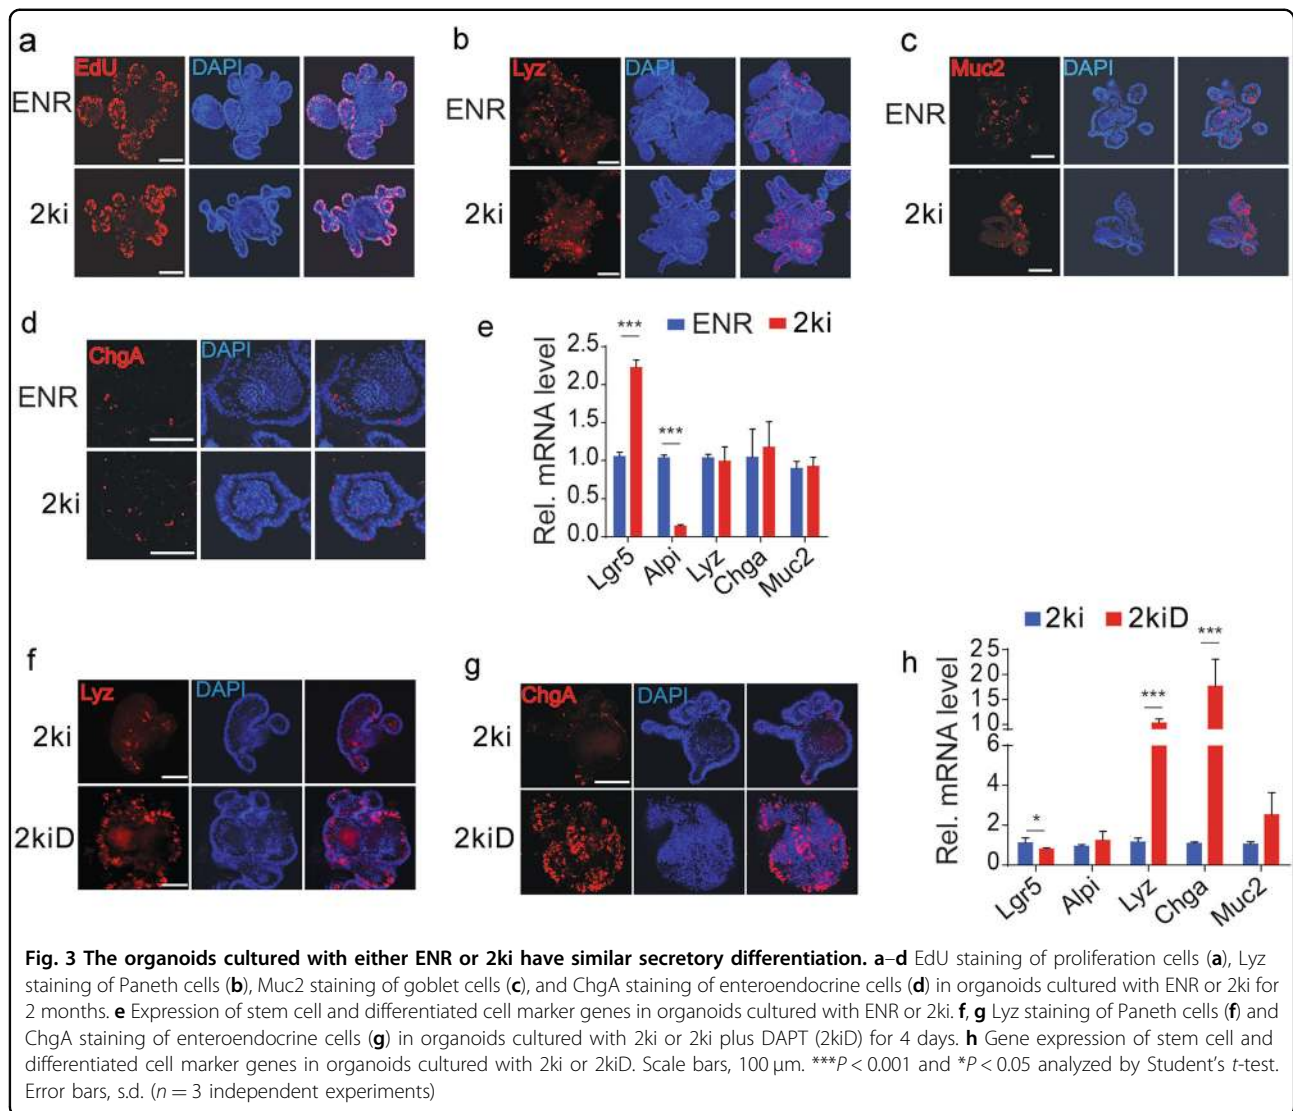 a
EdU DAPI
ENR
2ki
b
Lyz DAPI
ENR
2ki
c
Muc2 DAPI
ENR
2ki
d
ChgA DAPI
ENR
2ki
e
ENR 2ki
Rel. mRNA level
2.5
2.0
1.5
1.0
0.5
0.0
***
***
Lgr5 Alpi Lyz Chga Muc2
f
Lyz DAPI
2ki
2kiD
g
ChgA DAPI
2ki
2kiD
h
2ki 2kiD
Rel. mRNA level
25
20
15
10
6
4
2
0
*
***
***
Lgr5 Alpi Lyz Chga Muc2
Fig. 3 The organoids cultured with either ENR or 2ki have similar secretory differentiation. a–d EdU staining of proliferation cells (a), Lyz
staining of Paneth cells (b), Muc2 staining of goblet cells (c), and ChgA staining of enteroendocrine cells (d) in organoids cultured with ENR or 2ki for
2 months. e Expression of stem cell and differentiated cell marker genes in organoids cultured with ENR or 2ki. f, g Lyz staining of Paneth cells (f) and
ChgA staining of enteroendocrine cells (g) in organoids cultured with 2ki or 2ki plus DAPT (2kiD) for 4 days. h Gene expression of stem cell and
differentiated cell marker genes in organoids cultured with 2ki or 2kiD. Scale bars, 100 μm. ***P < 0.001 and *P < 0.05 analyzed by Student's t-test.
Error bars, s.d. (n = 3 independent experiments)